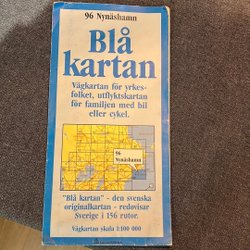 96 Nynäshamn
Blå
kartan
Vägkartan för yrkes-
folket, utflyktskartan
för familjen med bil
eller cykel.
96
Nynäshamn
"Blå kartan" - den svenska
originalkartan - redovisar
Sverige i 156 rutor.
Vägkartan skala 1:100 000